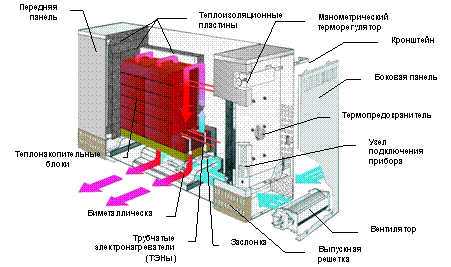 Передняя
панель
Теплоизоляционные
пластины
Манометрический
терморегулятор
Кронштейн
Боковая панель
Термопредохранитель
Узел
подключения
прибора
Теплонакопительные
блоки
Биметаллическа
Трубчатые
электронагреватели
(ТЭНы)
Заслонка
Выпускная
решетка
Вентилятор